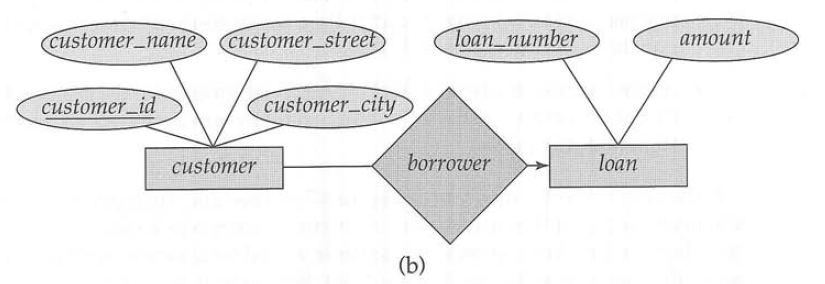 customer_name customer_street loan_number amount
customer_id customer_city
customer borrower loan
(b)